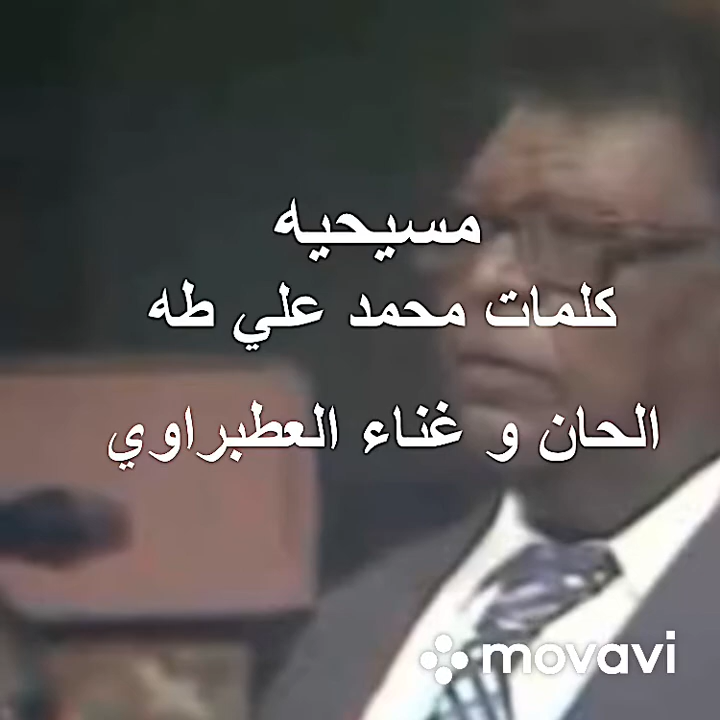 مسيحيه
كلمات محمد علي طه
الحان و غناء العطبراوي
movavi